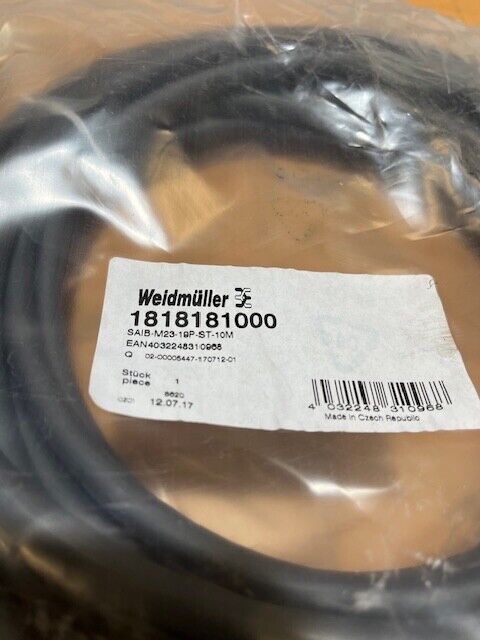 Weidmüller
1818181000
SAIB-M23-19P-ST-10M
EAN4032248310968
Q 02-00006447-170712-01
Stück
piece 1
8620
0201 12.07.17
4 032248 310968
Made in Czech Republic